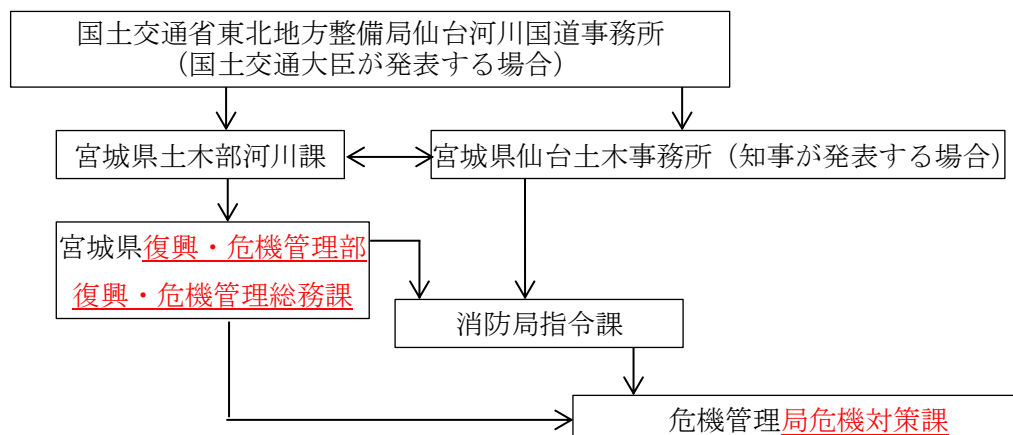 国土交通省東北地方整備局仙台河川国道事務所
（国土交通大臣が発表する場合）
宮城県土木部河川課
宮城県仙台土木事務所（知事が発表する場合）
宮城県復興・危機管理部
復興・危機管理総務課
消防局指令課
危機管理局危機対策課